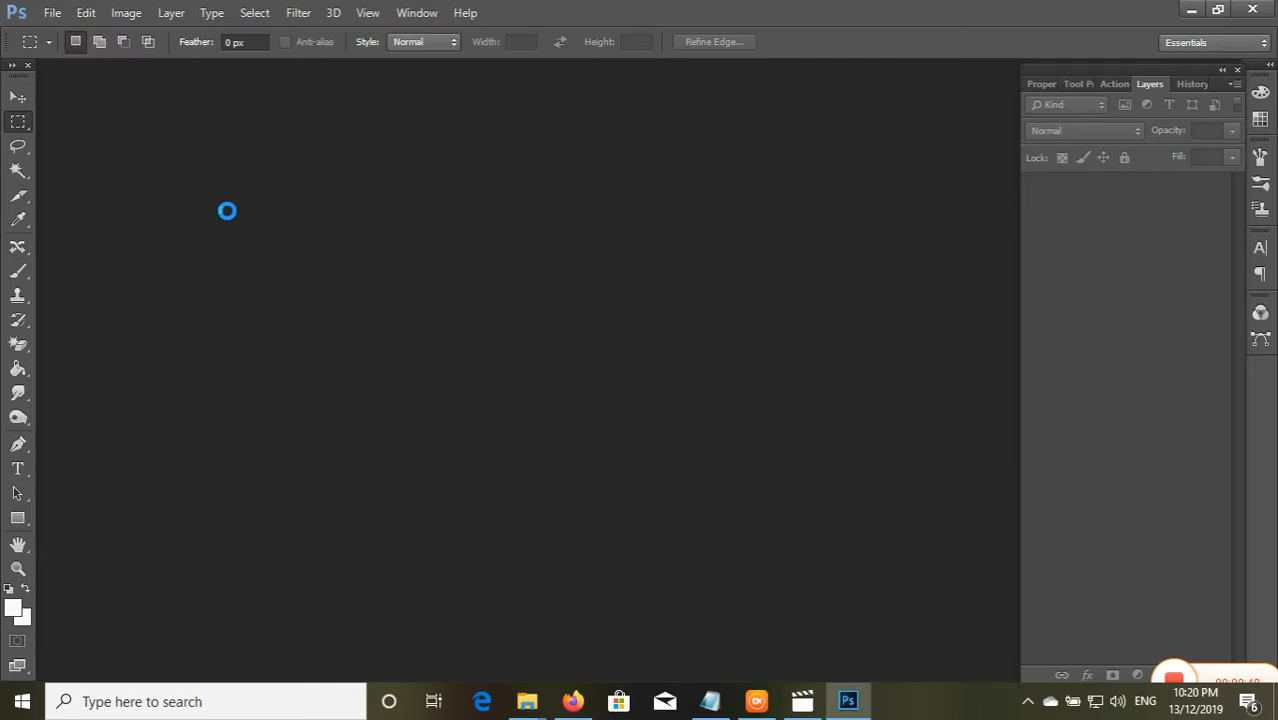 Ps File Edit Image Layer Type Select Filter 3D View Window Help
Feather: 0 px Anti-alias Style: Normal Width: Height: Refine Edge... Essentials
Proper Tool P Action Layers History
Kind
Normal Opacity:
Lock: Fill:
Type here to search
ENG
10:20 PM
13/12/2019
6